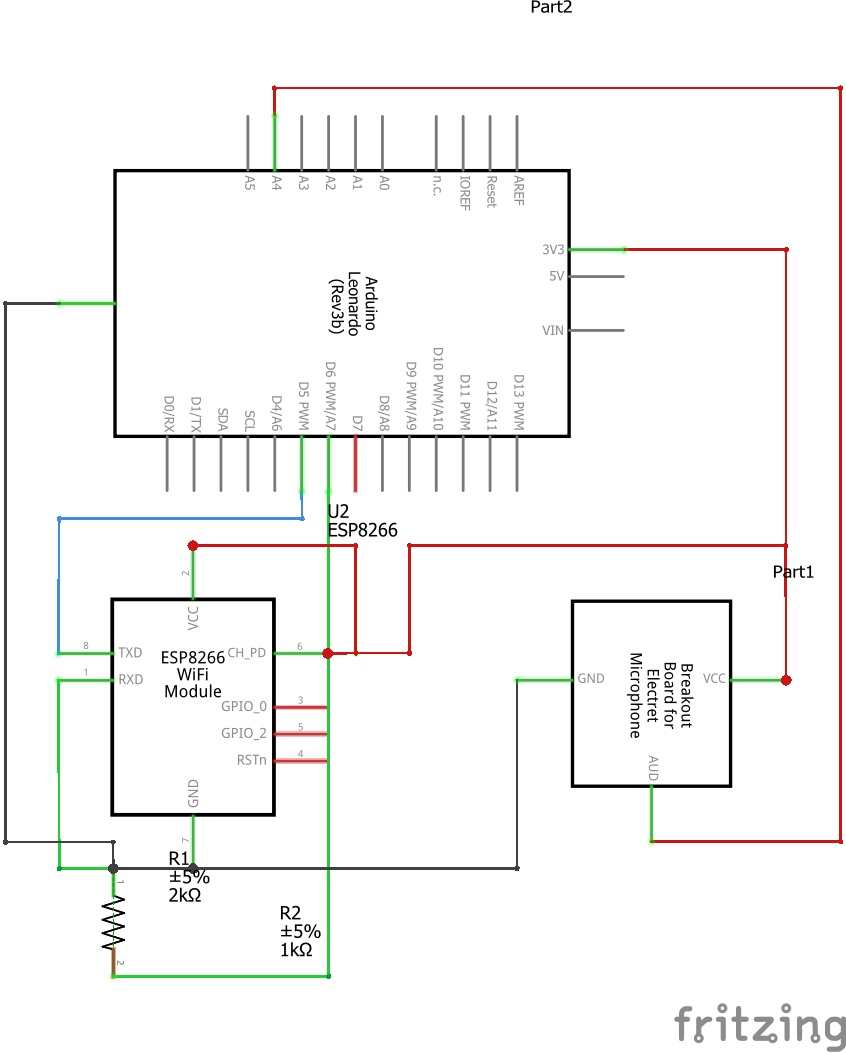 Part2
A5
A4
A3
A2
A1
A0
n.c.
IOREF
Reset
AREF
3V3
5V
VIN
Arduino
Leonardo
(Rev3b)
D0/RX
D1/TX
SDA
SCL
D4/A6
D5 PWM
D6 PWM/A7
D7
D8/A8
D9 PWM/A9
D10 PWM/A10
D11 PWM
D12/A11
D13 PWM
U2
ESP8266
2
VCC
8
TXD
1
RXD
ESP8266
WiFi
Module
CH_PD
6
GPIO_0
3
GPIO_2
5
RSTn
4
GND
7
Part1
GND
VCC
Breakout
Board for
Electret
Microphone
AUD
R1
±5%
2kΩ
1
2
R2
±5%
1kΩ
fritzing